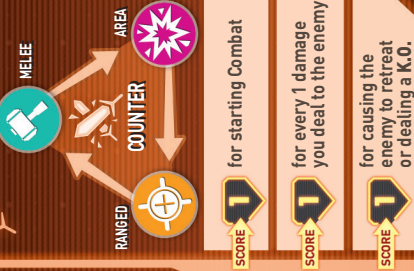 MELEE
AREA
COUNTER
RANGED
SCORE 1 for starting Combat
SCORE 1 for every 1 damage
you deal to the enemy
SCORE 1 for causing the
enemy to retreat
or dealing a K.O.